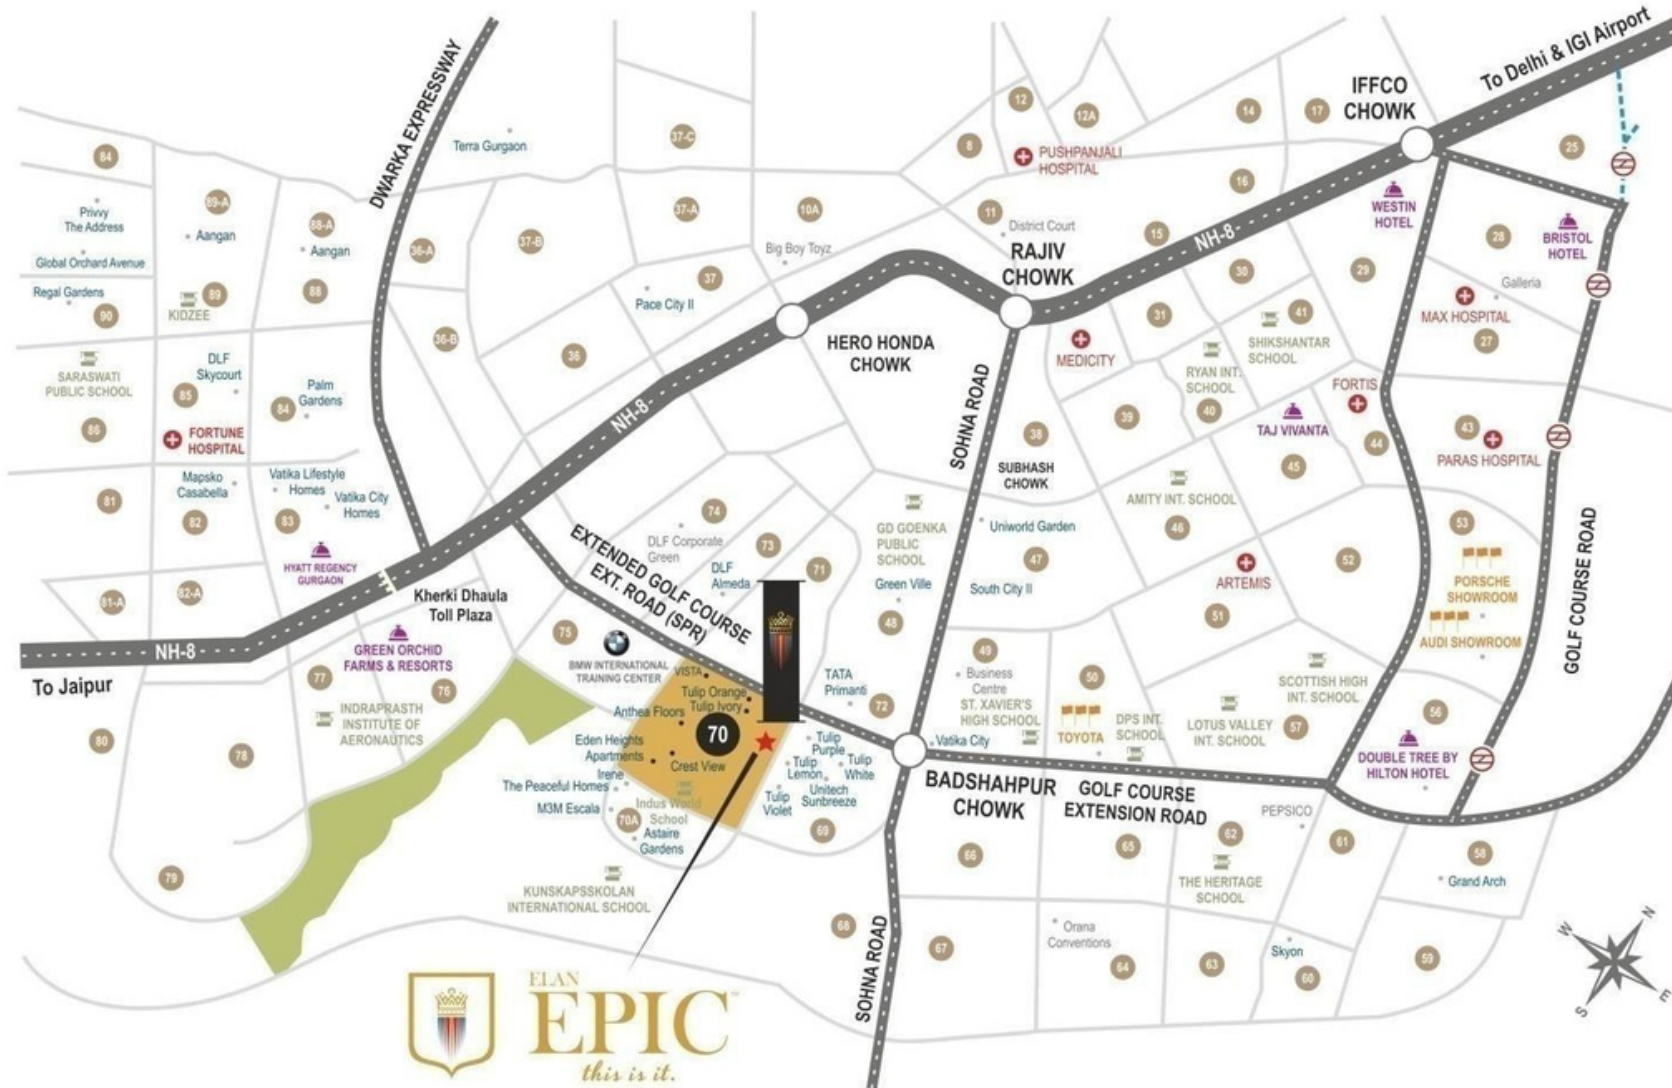 To Delhi & IGI Airport
IFFCO
CHOWK
DWARKA EXPRESSWAY
12
12A
14
17
25
8
PUSHPANJALI
HOSPITAL
Terra Gurgaon
37-C
84
16
WESTIN
HOTEL
Privvy
The Address
89-A
Aangan
88-A
Aangan
36-A
37-B
37-A
10A
Big Boy Toyz
11
District Court
RAJIV
CHOWK
15
NH-8
28
BRISTOL
HOTEL
Global Orchard Avenue
Regal Gardens
90
89
KIDZEE
88
37
Pace City II
30
29
Galleria
MAX HOSPITAL
27
31
41
SHIKSHANTAR
SCHOOL
36-B
36
HERO HONDA
CHOWK
MEDICITY
RYAN INT.
SCHOOL
40
FORTIS
SARASWATI
PUBLIC SCHOOL
DLF
Skycourt
85
84
Palm
Gardens
86
FORTUNE
HOSPITAL
NH-8
SOHNA ROAD
38
39
TAJ VIVANTA
44
43
PARAS HOSPITAL
45
SUBHASH
CHOWK
Mapsko
Casabella
Vatika Lifestyle
Homes
Vatika City
Homes
81
82
83
AMITY INT. SCHOOL
46
53
GOLF COURSE ROAD
74
DLF Corporate
Green
73
DLF
Almeda
71
GD GOENKA
PUBLIC
SCHOOL
Green Ville
Uniworld Garden
47
South City II
52
ARTEMIS
51
PORSCHE
SHOWROOM
AUDI SHOWROOM
HYATT REGENCY
GURGAON
EXTENDED GOLF COURSE
EXT. ROAD (SPR)
81-A
82-A
Kherki Dhaula
Toll Plaza
48
NH-8
To Jaipur
GREEN ORCHID
FARMS & RESORTS
75
BMW INTERNATIONAL
TRAINING CENTER
VISTA
Tulip Orange
Tulip Ivory
Anthea Floors
70
Eden Heights
Apartments
Crest View
Irene
The Peaceful Homes
M3M Escala
Indus World
School
70A
Astaire
Gardens
TATA
Primanti
72
49
Business
Centre
ST. XAVIER'S
HIGH SCHOOL
50
TOYOTA
DPS INT.
SCHOOL
SCOTTISH HIGH
INT. SCHOOL
LOTUS VALLEY
INT. SCHOOL
57
56
DOUBLE TREE BY
HILTON HOTEL
77
76
INDRAPRASTH
INSTITUTE OF
AERONAUTICS
80
78
79
Vatika City
Tulip
Purple
Tulip
Lemon
Tulip
White
Tulip
Violet
Unitech
Sunbreeze
69
BADSHAHPUR
CHOWK
GOLF COURSE
EXTENSION ROAD
PEPSICO
66
65
62
61
58
THE HERITAGE
SCHOOL
Grand Arch
KUNSKAPSSKOLAN
INTERNATIONAL SCHOOL
68
SOHNA ROAD
67
Orana
Conventions
64
63
Skyon
60
59
W
N
S
E
ELAN
EPIC™
this is it.